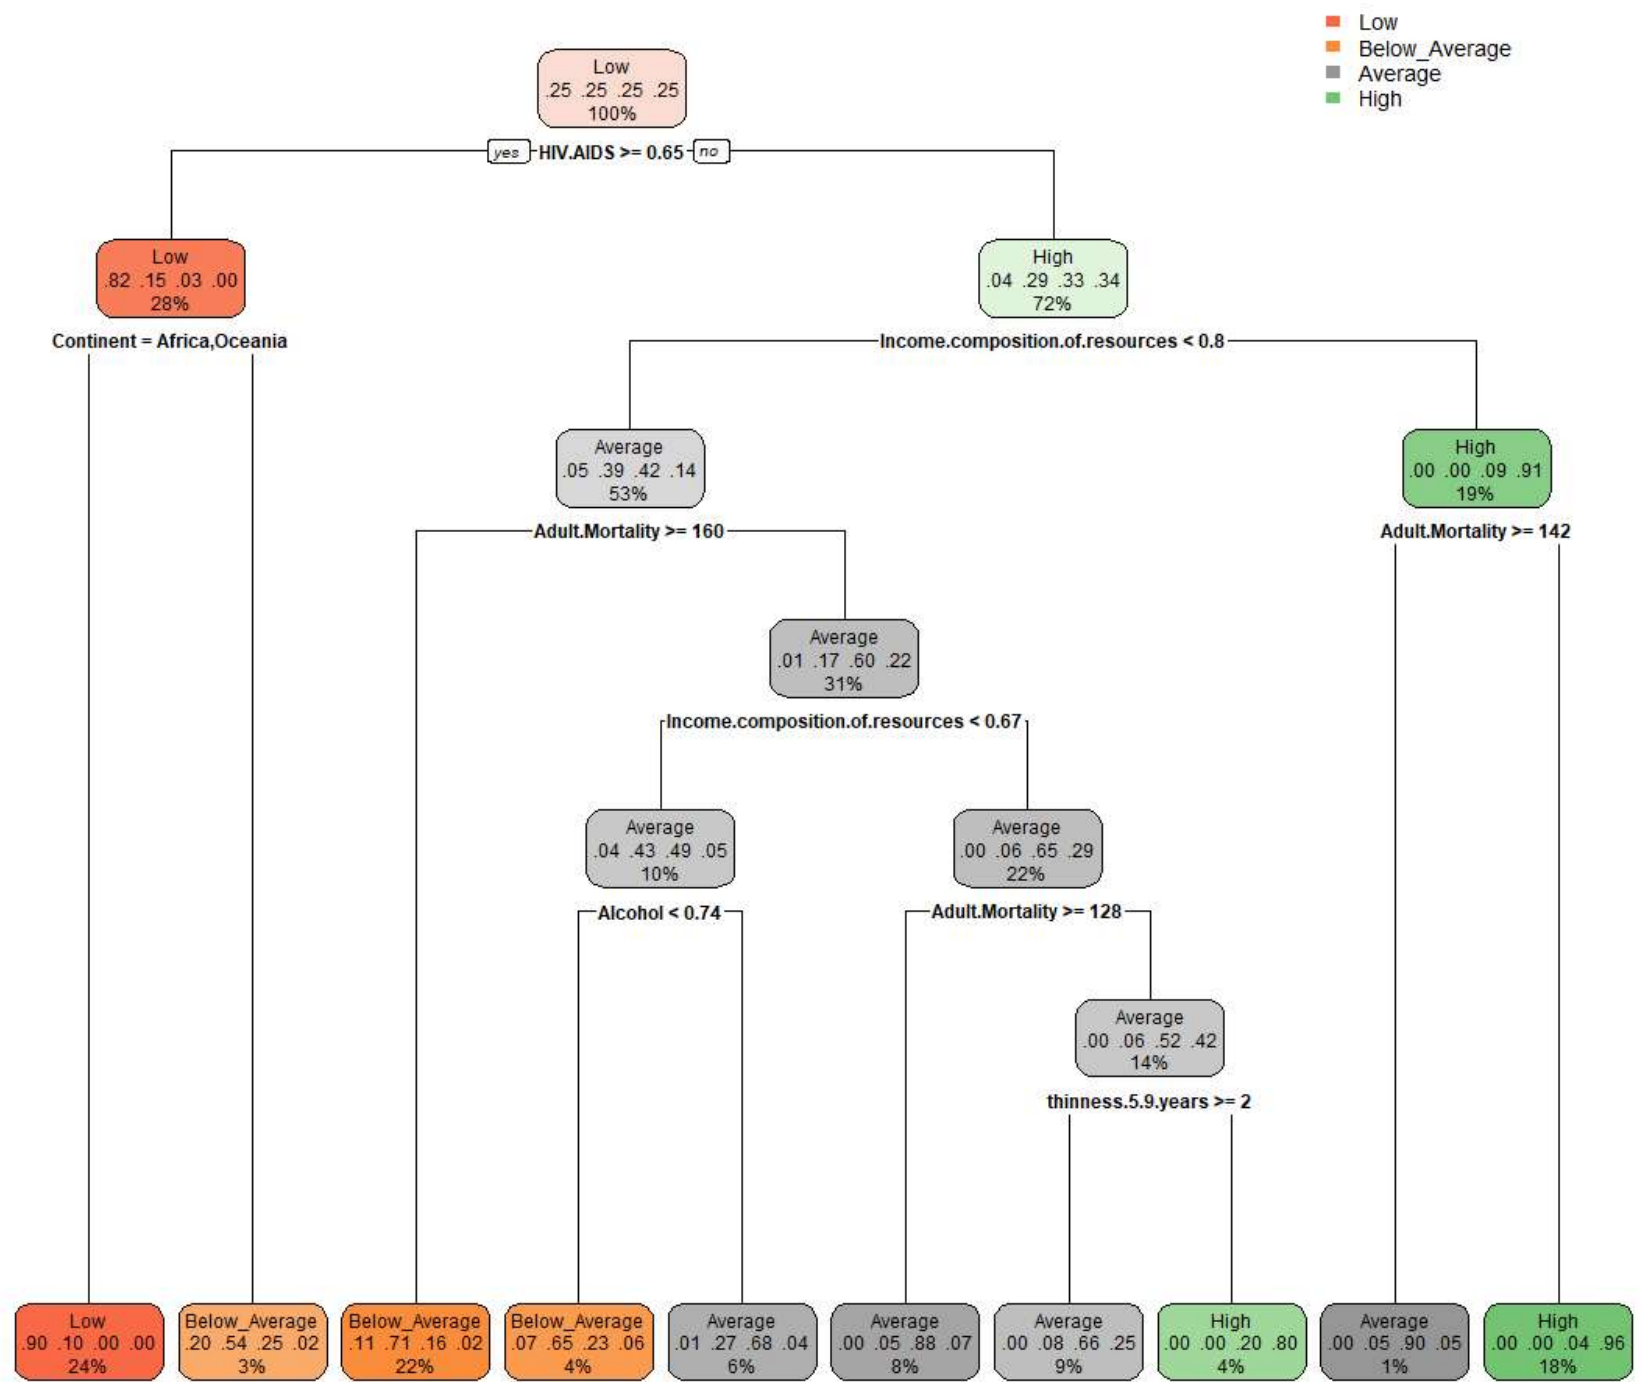 Low
Below_Average
Average
High
Low
.25 .25 .25 .25
100%
yes HIV.AIDS >= 0.65 no
Low
.82 .15 .03 .00
28%
High
.04 .29 .33 .34
72%
Continent = Africa,Oceania
Income.composition.of.resources < 0.8
Average
.05 .39 .42 .14
53%
High
.00 .00 .09 .91
19%
Adult.Mortality >= 160
Adult.Mortality >= 142
Average
.01 .17 .60 .22
31%
Income.composition.of.resources < 0.67
Average
.04 .43 .49 .05
10%
Average
.00 .06 .65 .29
22%
Alcohol < 0.74
Adult.Mortality >= 128
Average
.00 .06 .52 .42
14%
thinness.5.9.years >= 2
Low
.90 .10 .00 .00
24%
Below_Average
.20 .54 .25 .02
3%
Below_Average
.11 .71 .16 .02
22%
Below_Average
.07 .65 .23 .06
4%
Average
.01 .27 .68 .04
6%
Average
.00 .05 .88 .07
8%
Average
.00 .08 .66 .25
9%
High
.00 .00 .20 .80
4%
Average
.00 .05 .90 .05
1%
High
.00 .00 .04 .96
18%